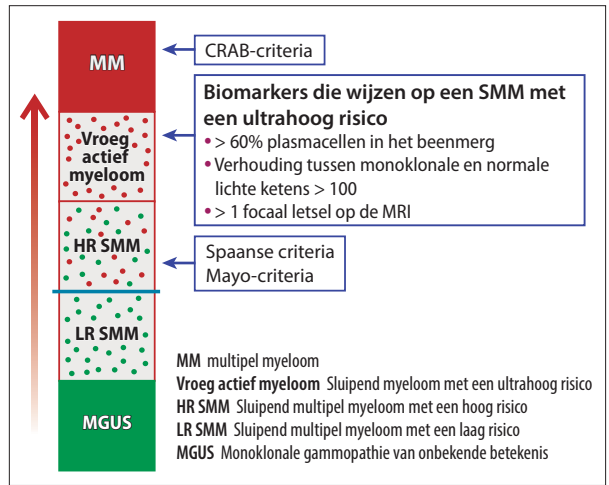 MM
CRAB-criteria
Biomarkers die wijzen op een SMM met
een ultrahoog risico
• > 60% plasmacellen in het beenmerg
• Verhouding tussen monoklonale en normale
lichte ketens > 100
• > 1 focaal letsel op de MRI
Vroeg
actief
myeloom
HR SMM
Spaanse criteria
Mayo-criteria
LR SMM
MGUS
MM multipel myeloom
Vroeg actief myeloom Sluipend myeloom met een ultrahoog risico
HR SMM Sluipend multipel myeloom met een hoog risico
LR SMM Sluipend multipel myeloom met een laag risico
MGUS Monoklonale gammopathie van onbekende betekenis